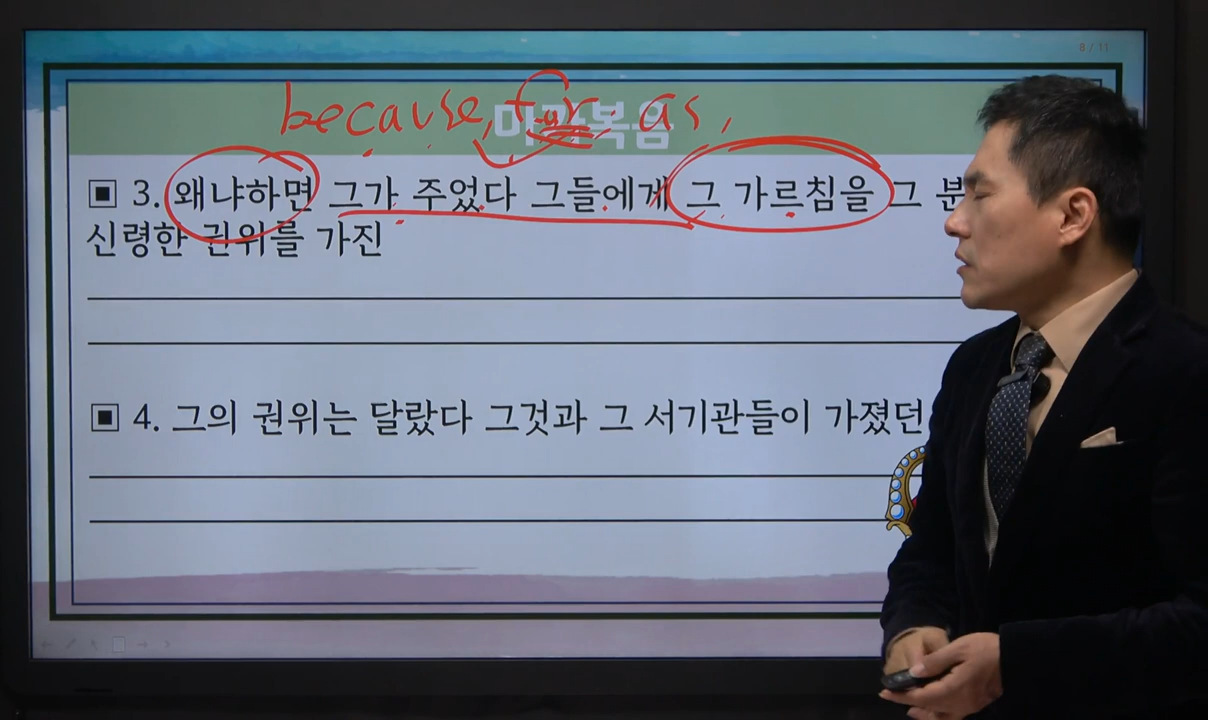 8 / 11
because, for, as,
마가복음
▣ 3. 왜냐하면 그가 주었다 그들에게 그 가르침을 그 분
신령한 권위를 가진
▣ 4. 그의 권위는 달랐다 그것과 그 서기관들이 가졌던